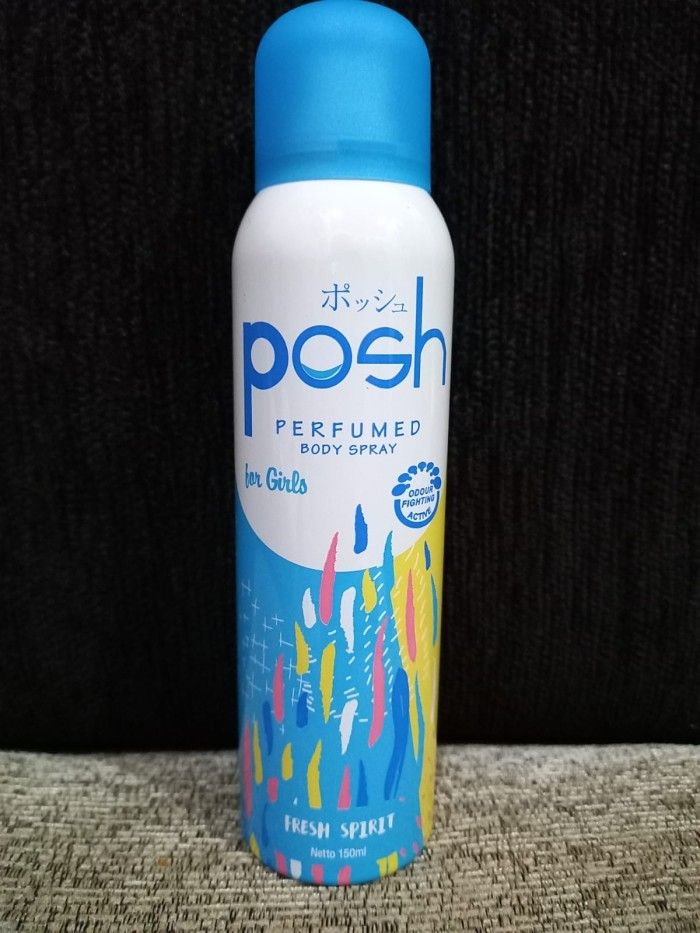 ポッシュ
posh
PERFUMED
BODY SPRAY
for Girls
ODOUR
FIGHTING
ACTIVE
FRESH SPIRIT
Netto 150ml